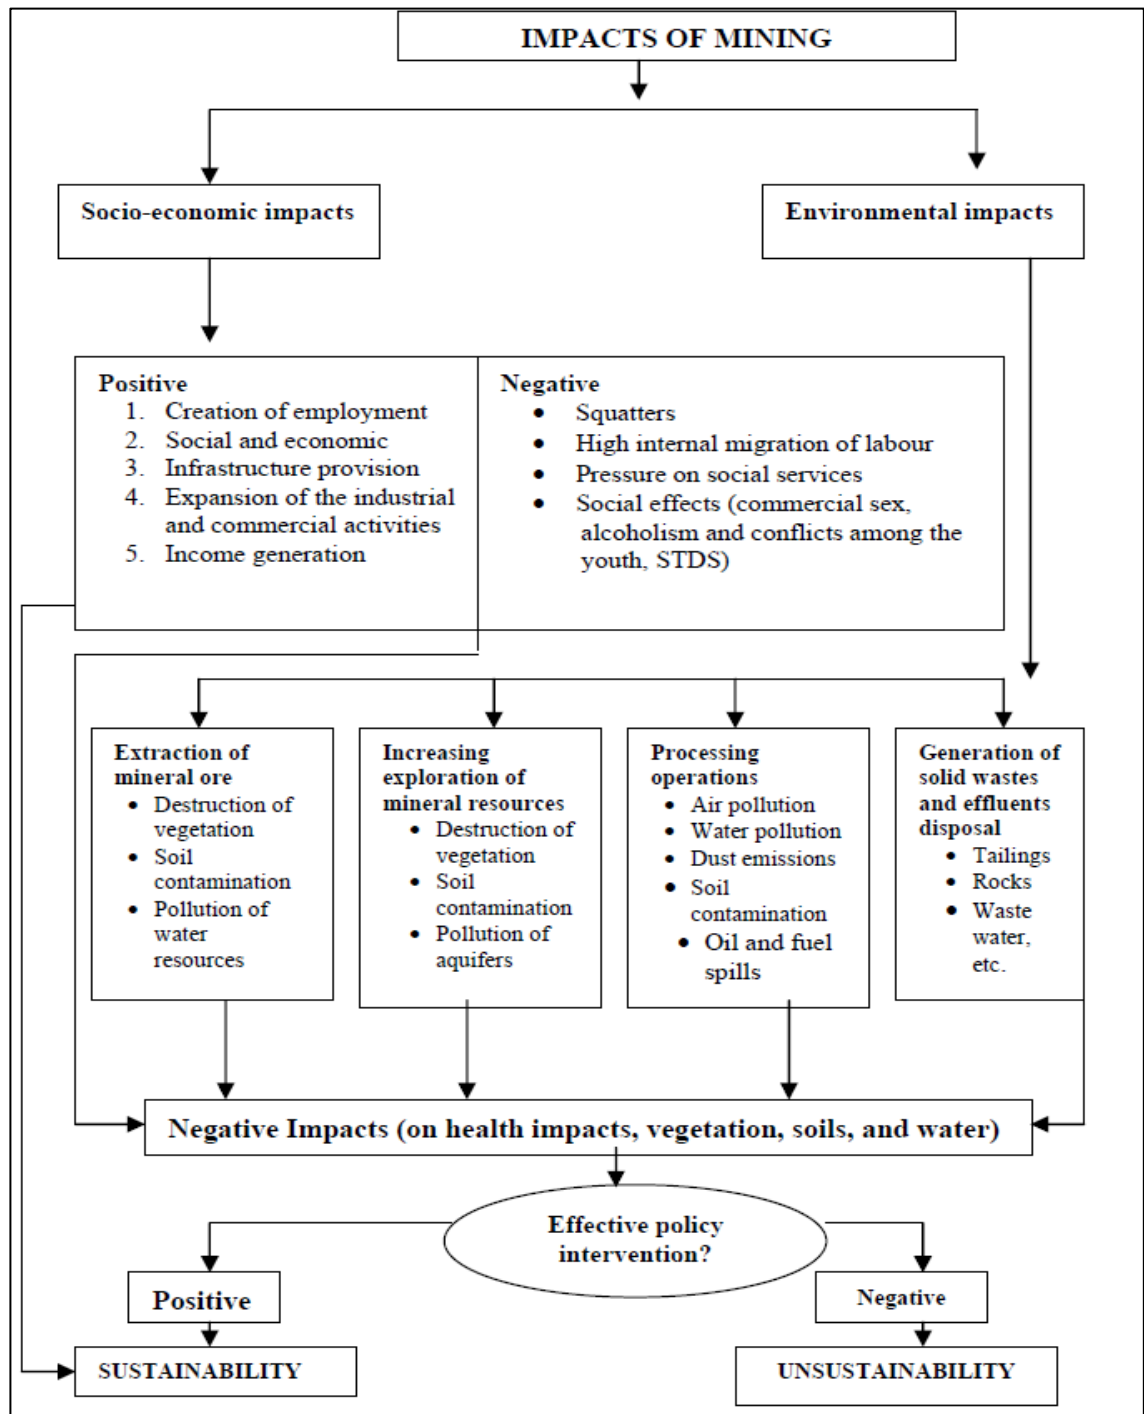 IMPACTS OF MINING
Socio-economic impacts
Environmental impacts
Positive
1. Creation of employment
2. Social and economic
3. Infrastructure provision
4. Expansion of the industrial
and commercial activities
5. Income generation
Negative
• Squatters
• High internal migration of labour
• Pressure on social services
• Social effects (commercial sex,
alcoholism and conflicts among the
youth, STDS)
Extraction of
mineral ore
• Destruction of
vegetation
• Soil
contamination
• Pollution of
water
resources
Increasing
exploration of
mineral resources
• Destruction of
vegetation
• Soil
contamination
• Pollution of
aquifers
Processing
operations
• Air pollution
• Water pollution
• Dust emissions
• Soil
contamination
• Oil and fuel
spills
Generation of
solid wastes
and effluents
disposal
• Tailings
• Rocks
• Waste
water,
etc.
Negative Impacts (on health impacts, vegetation, soils, and water)
Effective policy
intervention?
Positive
Negative
SUSTAINABILITY
UNSUSTAINABILITY